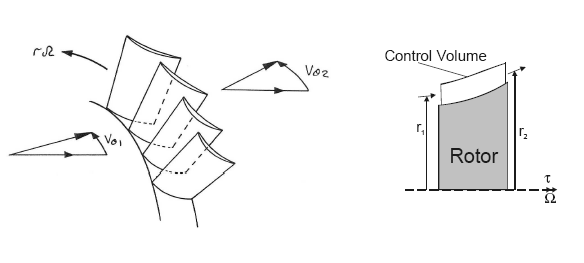 rΩ
Vθ2
Vθ1
Control Volume
r1
r2
Rotor
τ
Ω